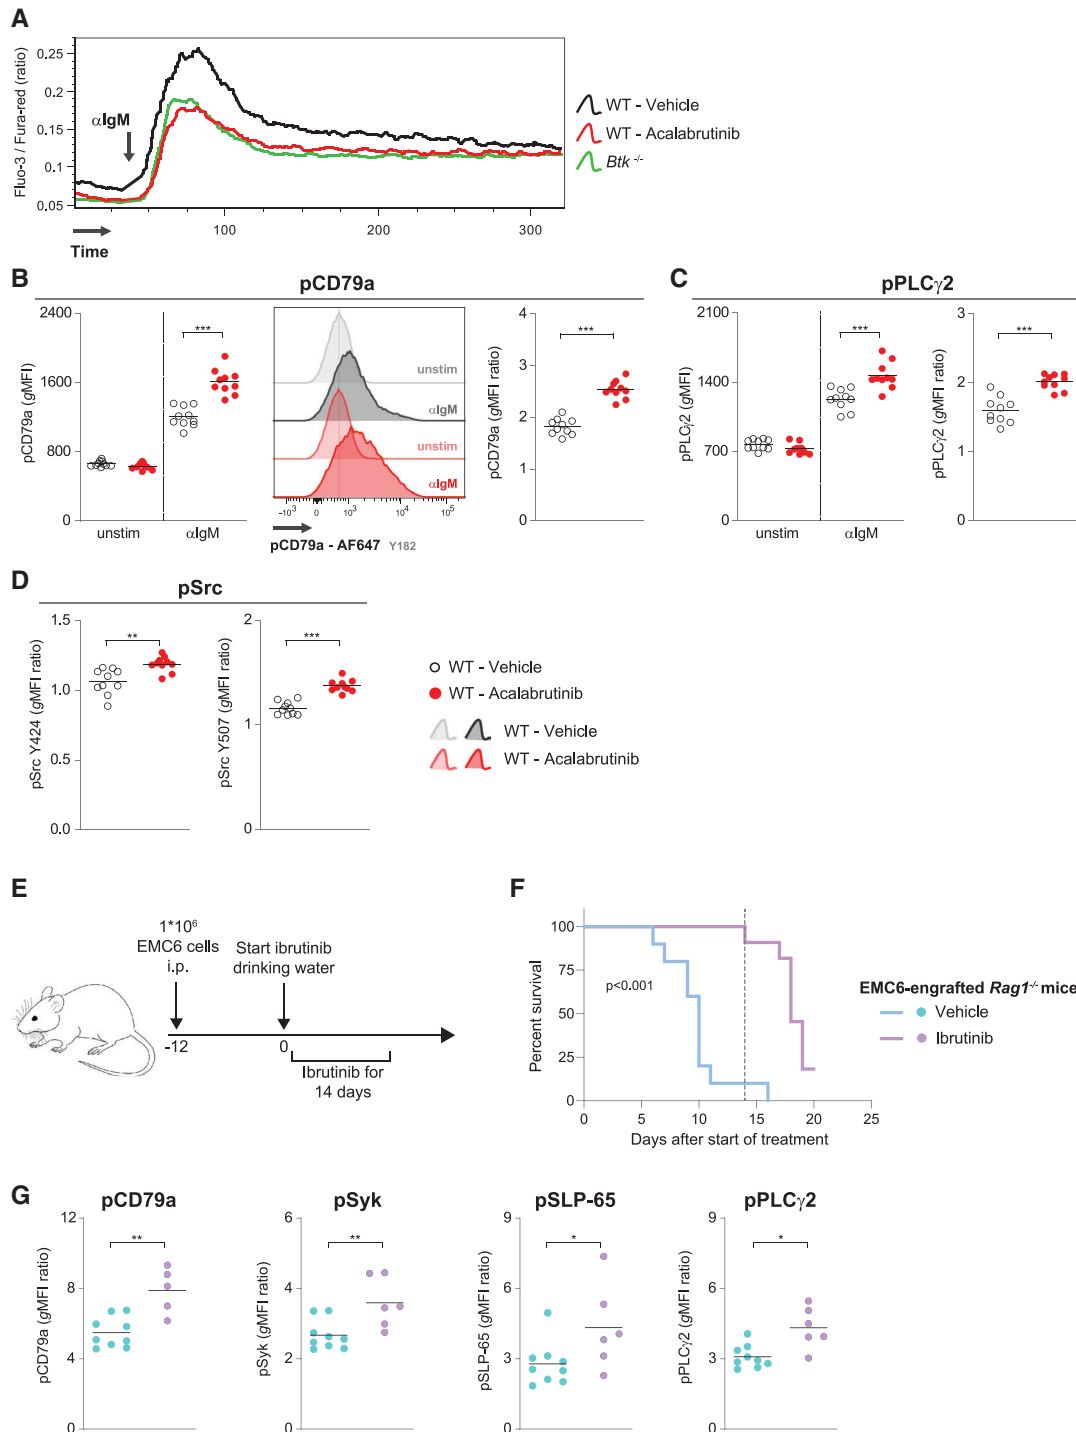 A
Fluo-3 / Fura-red (ratio)
0.25
0.2
0.15
0.1
0.05
αIgM
100
200
300
Time
WT - Vehicle
WT - Acalabrutinib
Btk -/-
B
pCD79a
pCD79a (gMFI)
2400
1600
800
0
***
unstim
αIgM
unstim
αIgM
unstim
αIgM
-10³
0
10³
10⁴
10⁵
pCD79a - AF647 Y182
pCD79a (gMFI ratio)
4
3
2
1
0
***
C
pPLCγ2
pPLCγ2 (gMFI)
2100
1400
700
0
***
unstim
αIgM
pPLCγ2 (gMFI ratio)
3
2
1
0
***
D
pSrc
pSrc Y424 (gMFI ratio)
1.5
1.0
0.5
0.0
**
pSrc Y507 (gMFI ratio)
2
1
0
***
WT - Vehicle
WT - Acalabrutinib
WT - Vehicle
WT - Acalabrutinib
E
1*10⁶
EMC6 cells
i.p.
Start ibrutinib
drinking water
-12
0
Ibrutinib for
14 days
F
Percent survival
100
75
50
25
0
p<0.001
0
5
10
15
20
25
Days after start of treatment
EMC6-engrafted Rag1-/- mice
Vehicle
Ibrutinib
G
pCD79a
pCD79a (gMFI ratio)
12
8
4
0
**
pSyk
pSyk (gMFI ratio)
6
4
2
0
**
pSLP-65
pSLP-65 (gMFI ratio)
9
6
3
0
*
pPLCγ2
pPLCγ2 (gMFI ratio)
9
6
3
0
*